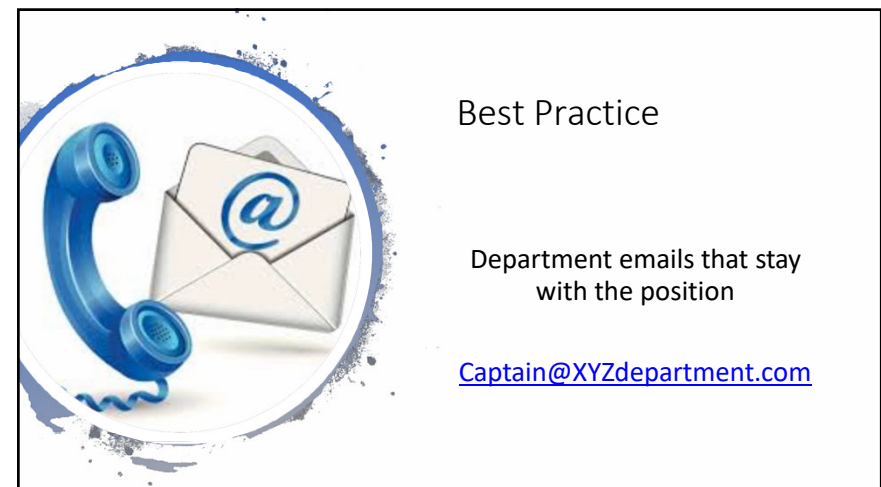 Best Practice
Department emails that stay
with the position
Captain@XYZdepartment.com
@